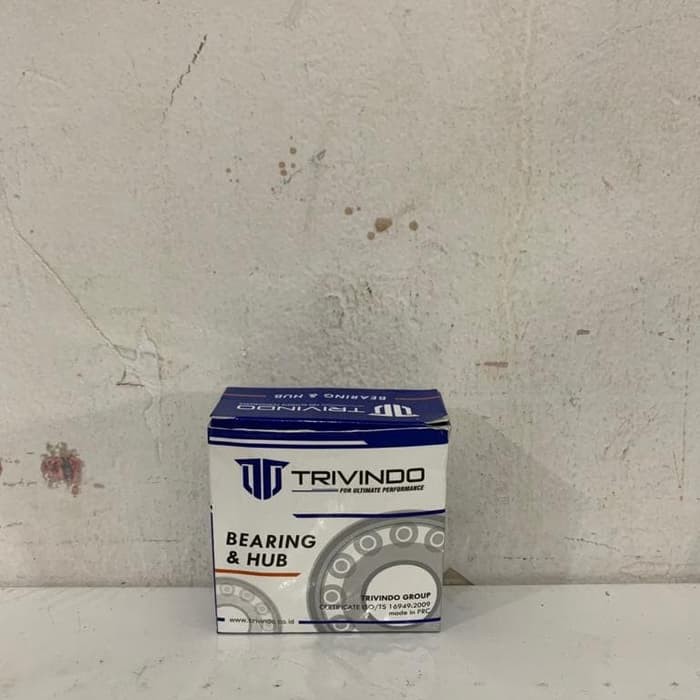 BEARING & HUB
TRIVINDO
TRIVINDO
FOR ULTIMATE PERFORMANCE
BEARING
& HUB
TRIVINDO GROUP
CERTIFICATE ISO/TS 16949:2009
made in PRC
www.trivindo.co.id